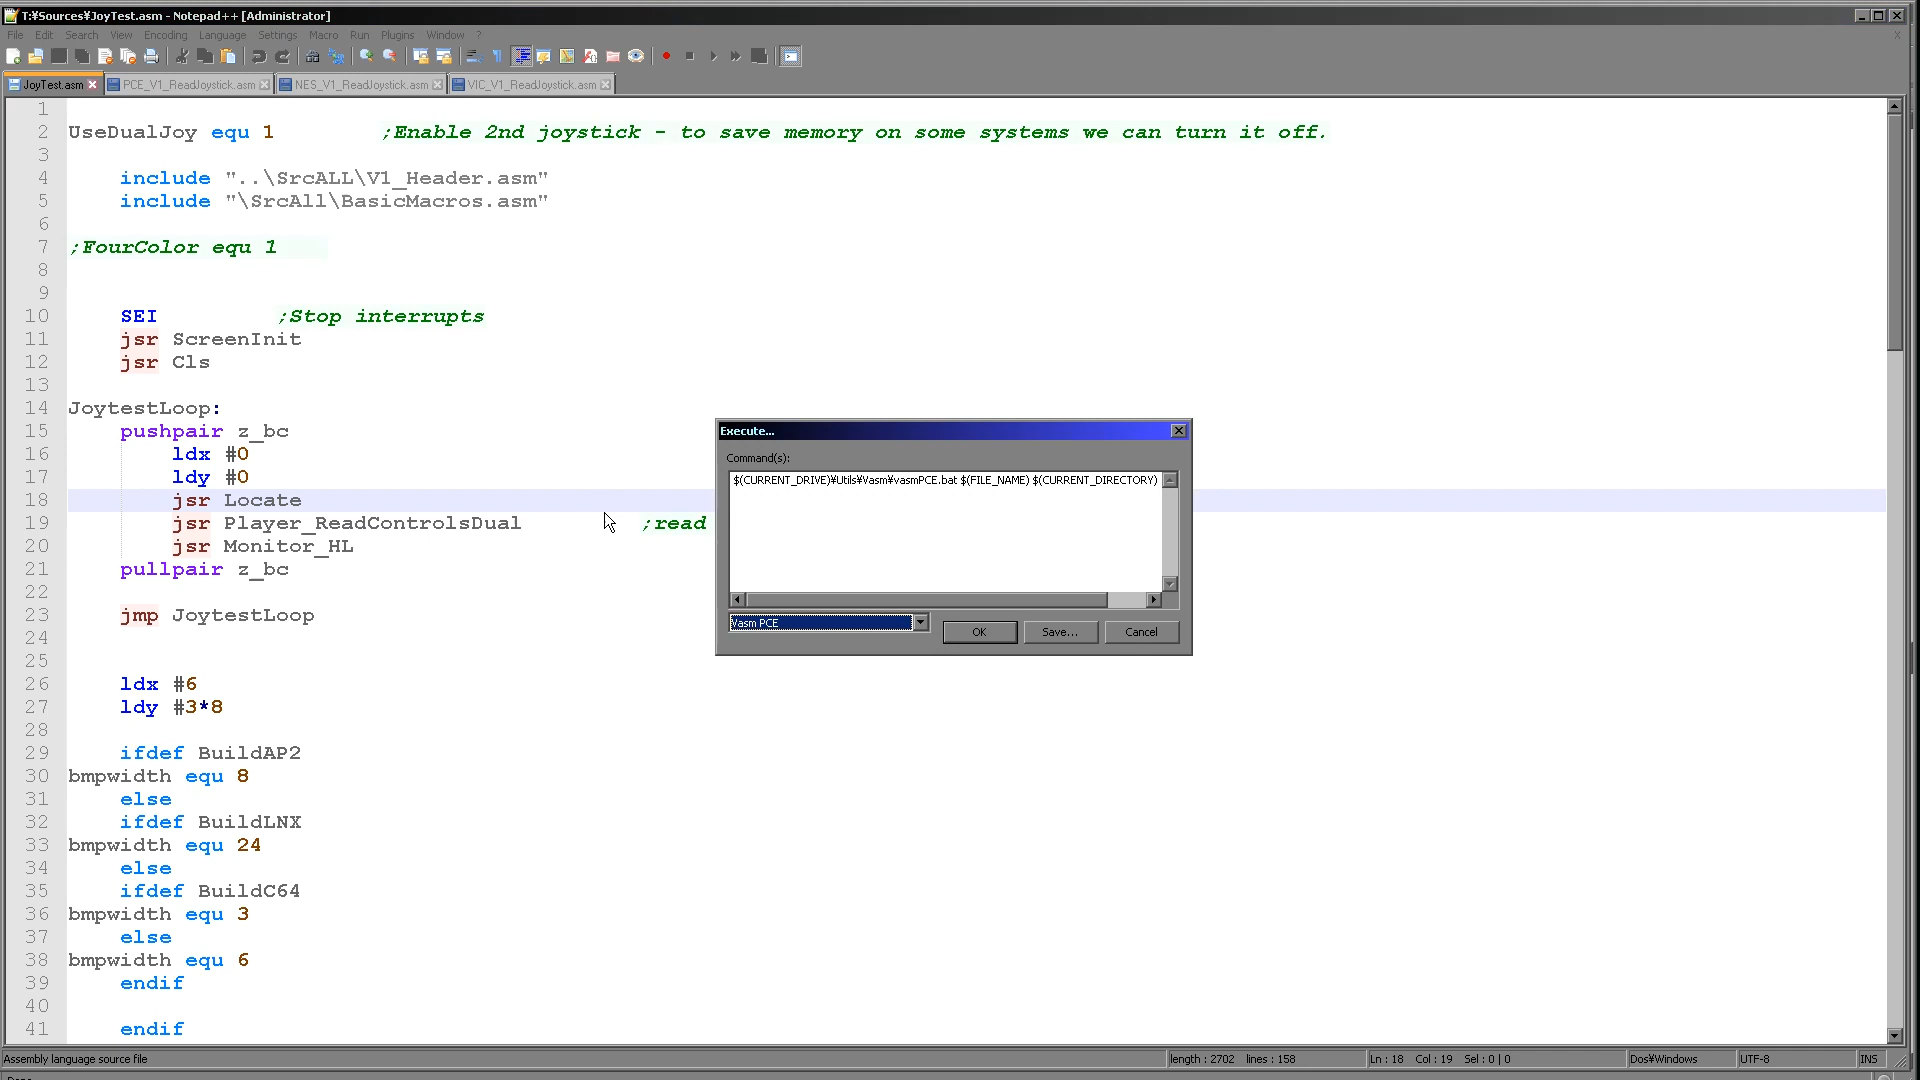 T:¥Sources¥JoyTest.asm - Notepad++ [Administrator]
File Edit Search View Encoding Language Settings Macro Run Plugins Window ?
X
JoyTest.asm PCE_V1_ReadJoystick.asm NES_V1_ReadJoystick.asm VIC_V1_ReadJoystick.asm
1
2 UseDualJoy equ 1 ;Enable 2nd joystick - to save memory on some systems we can turn it off.
3
4 include "..\SrcALL\V1_Header.asm"
5 include "\SrcAll\BasicMacros.asm"
6
7 ;FourColor equ 1
8
9
10 SEI ;Stop interrupts
11 jsr ScreenInit
12 jsr Cls
13
14 JoytestLoop:
15 pushpair z_bc
16 ldx #0
17 ldy #0
18 jsr Locate
19 jsr Player_ReadControlsDual ;read
20 jsr Monitor_HL
21 pullpair z_bc
22
23 jmp JoytestLoop
24
25
26 ldx #6
27 ldy #3*8
28
29 ifdef BuildAP2
30 bmpwidth equ 8
31 else
32 ifdef BuildLNX
33 bmpwidth equ 24
34 else
35 ifdef BuildC64
36 bmpwidth equ 3
37 else
38 bmpwidth equ 6
39 endif
40
41 endif
Execute...
Command(s):
$(CURRENT_DRIVE)¥Utils¥Vasm¥vasmPCE.bat $(FILE_NAME) $(CURRENT_DIRECTORY)
Vasm PCE
OK Save... Cancel
Assembly language source file length : 2702 lines : 158 Ln : 18 Col : 19 Sel : 0 | 0 Dos¥Windows UTF-8 INS